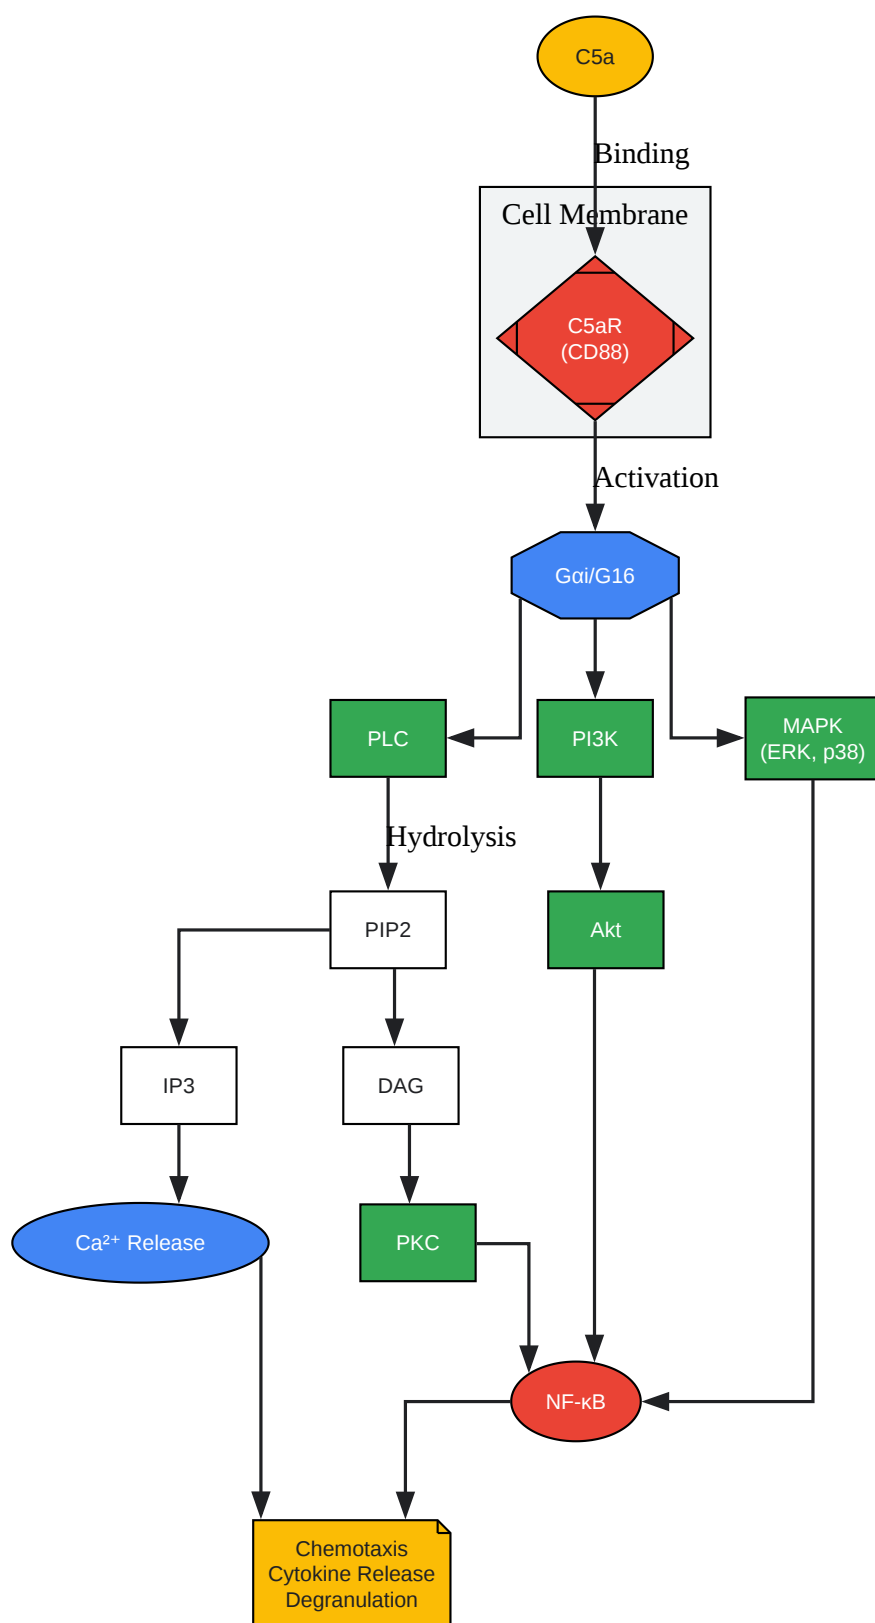 C5a
Binding
Cell Membrane
C5aR
(CD88)
Activation
Gαi/G16
PLC
PI3K
MAPK
(ERK, p38)
Hydrolysis
PIP2
Akt
IP3
DAG
Ca²⁺ Release
PKC
NF-κB
Chemotaxis
Cytokine Release
Degranulation